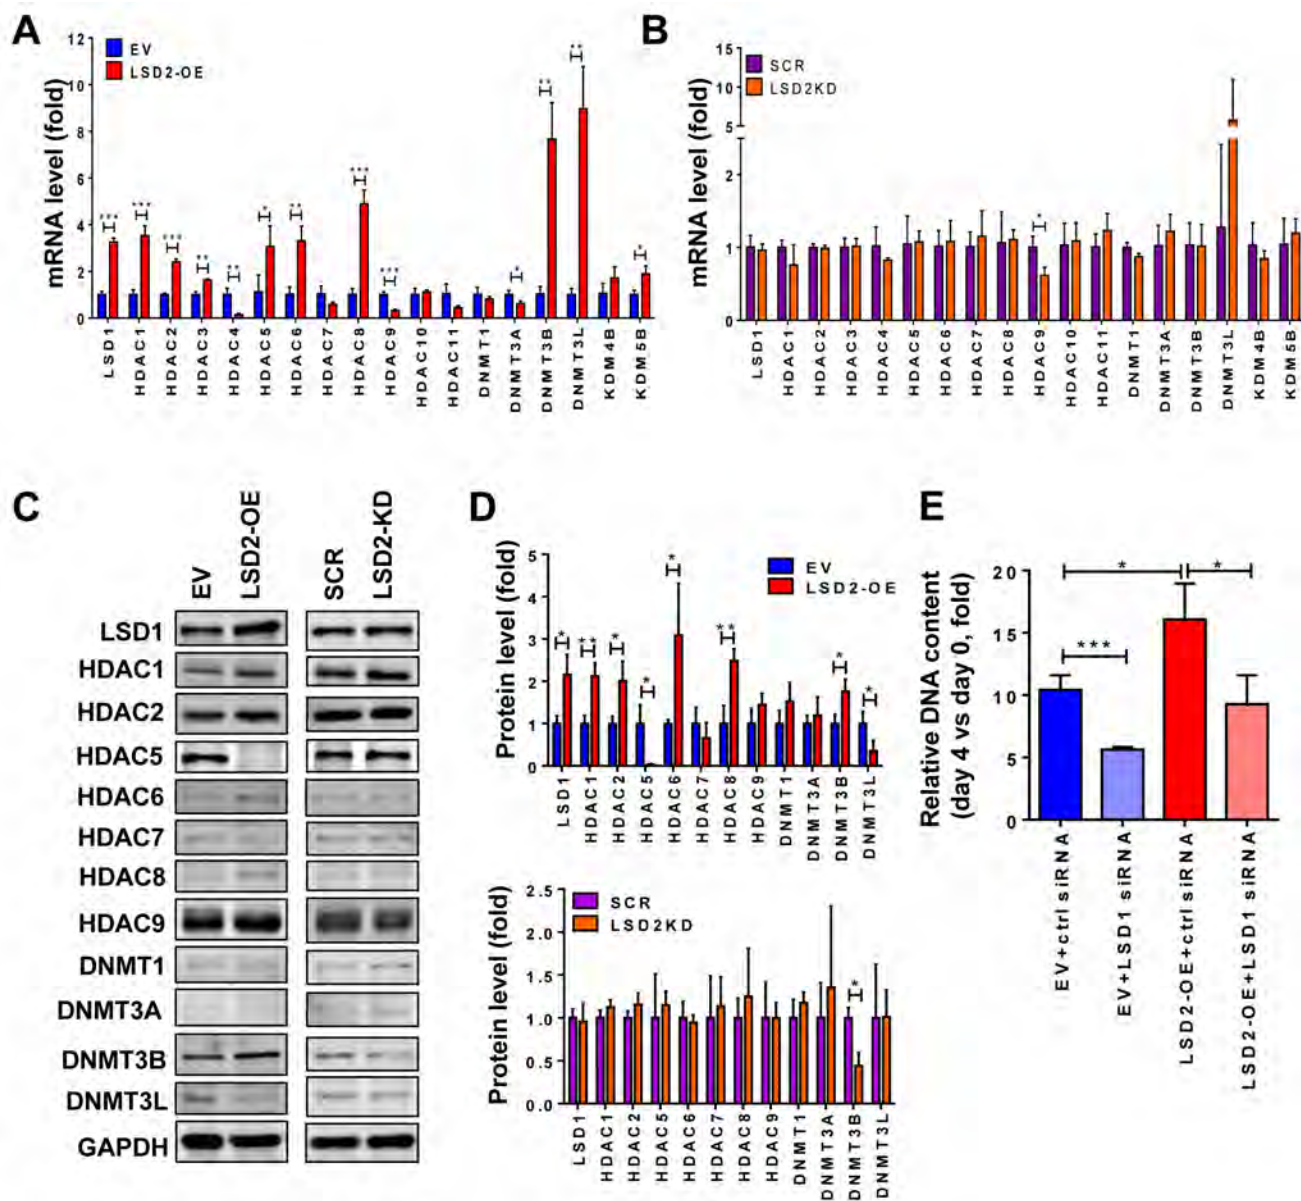 A
mRNA level (fold)
12
10
8
6
4
2
0
EV
LSD2-OE
*** *** *** ** ** * ** *** *** * ** ** *
LSD1 HDAC1 HDAC2 HDAC3 HDAC4 HDAC5 HDAC6 HDAC7 HDAC8 HDAC9 HDAC10 HDAC11 DNMT1 DNMT3A DNMT3B DNMT3L KDM4B KDM5B
B
mRNA level (fold)
15
10
5
2
1
0
SCR
LSD2KD
*
LSD1 HDAC1 HDAC2 HDAC3 HDAC4 HDAC5 HDAC6 HDAC7 HDAC8 HDAC9 HDAC10 HDAC11 DNMT1 DNMT3A DNMT3B DNMT3L KDM4B KDM5B
C
EV LSD2-OE SCR LSD2-KD
LSD1
HDAC1
HDAC2
HDAC5
HDAC6
HDAC7
HDAC8
HDAC9
DNMT1
DNMT3A
DNMT3B
DNMT3L
GAPDH
D
Protein level (fold)
5
4
3
2
1
0
EV
LSD2-OE
* ** * * * ** * *
LSD1 HDAC1 HDAC2 HDAC5 HDAC6 HDAC7 HDAC8 HDAC9 DNMT1 DNMT3A DNMT3B DNMT3L
Protein level (fold)
2.5
2.0
1.5
1.0
0.5
0.0
SCR
LSD2KD
*
LSD1 HDAC1 HDAC2 HDAC5 HDAC6 HDAC7 HDAC8 HDAC9 DNMT1 DNMT3A DNMT3B DNMT3L
E
Relative DNA content
(day 4 vs day 0, fold)
20
15
10
5
0
* *
***
EV+ctrl siRNA
EV+LSD1 siRNA
LSD2-OE+ctrl siRNA
LSD2-OE+LSD1 siRNA